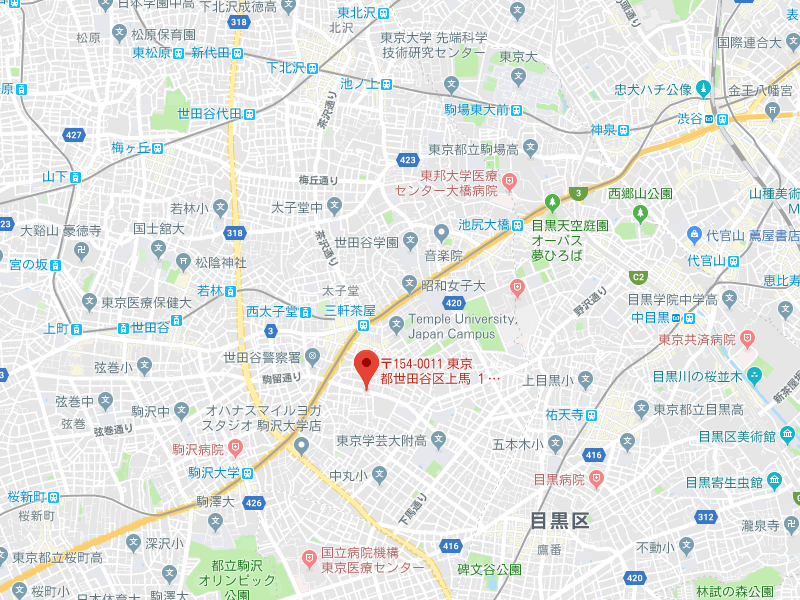 日本学園中高
下北沢成徳高
東北沢
318
北沢
松原
松原保育園
東松原
新代田
下北沢
池ノ上
東京大学 先端科学
技術研究センター
東京大
国際連合大
忠犬ハチ公像
金王八幡宮
世田谷代田
茶沢通り
駒場東大前
渋谷
神泉
427
梅ヶ丘
423
東京都立駒場高
東邦大学医療
センター大橋病院
山下
梅丘通り
3
西郷山公園
山種美術
若林小
太子堂中
池尻大橋
目黒天空庭園
オーパス
夢ひろば
大谿山 豪徳寺
国士舘大
318
茶沢通り
世田谷学園
音楽院
代官山 蔦屋書店
代官山
宮の坂
松陰神社
C2
恵比寿
若林
太子堂
昭和女子大
420
野沢通り
東京医療保健大
西太子堂
三軒茶屋
目黒学院中学高
中目黒
上町
世田谷
3
Temple University,
Japan Campus
東京共済病院
世田谷警察署
弦巻小
駒留通り
〒154-0011 東京
都世田谷区上馬 1 …
上目黒小
目黒川の桜並木
弦巻中
駒沢中
オハナスマイルヨガ
スタジオ 駒沢大学店
祐天寺
東京都立目黒高
弦巻
弦巻通り
駒沢病院
東京学芸大附高
五本木小
目黒区美術館
416
駒沢大学
中丸小
目黒病院
目黒寄生虫館
桜新町
桜新町
駒澤大
426
下馬通り
目黒区
312
瀧泉寺
深沢小
416
鷹番
不動小
東京都立桜町高
都立駒沢
オリンピック
公園
国立病院機構
東京医療センター
碑文谷公園
420
桜町小
日本体育大
駒澤大
林試の森公園